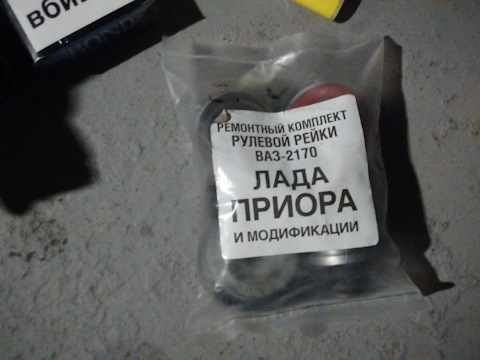 вби
РЕМОНТНЫЙ КОМПЛЕКТ
РУЛЕВОЙ РЕЙКИ
ВАЗ-2170
ЛАДА
ПРИОРА
И МОДИФИКАЦИИ